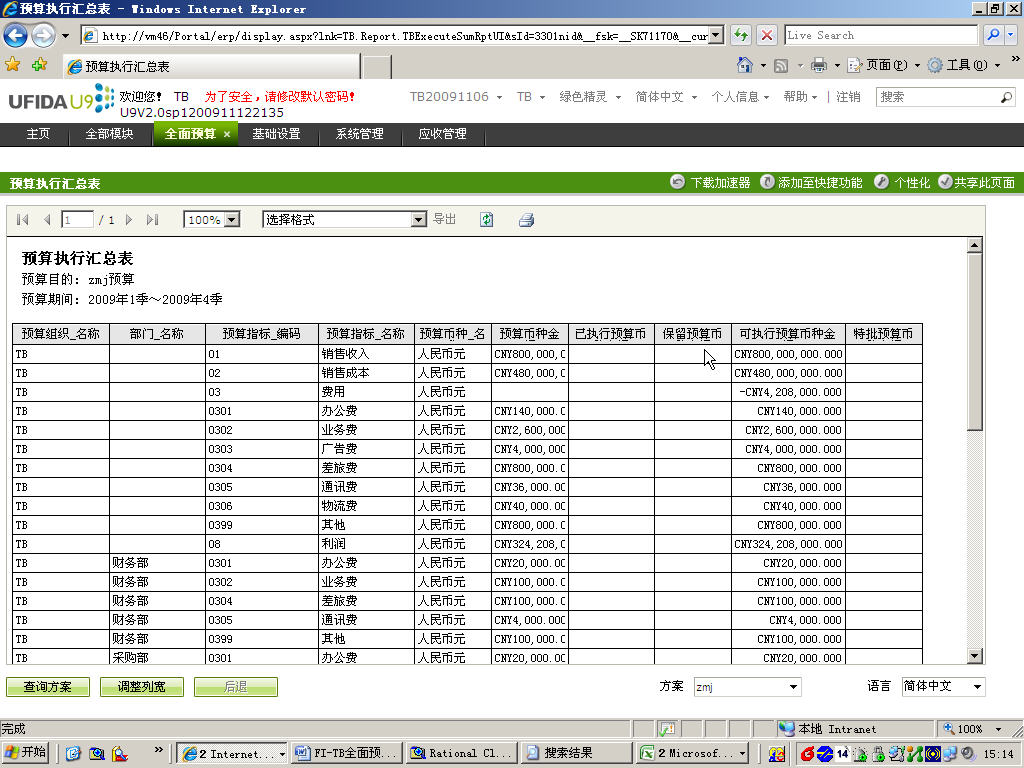 预算执行汇总表 - Windows Internet Explorer
http://vm46/Portal/erp/display.aspx?lnk=TB.Report.TBExecuteSumRptUI&sId=3301nid&__fsk=__SK71170&__cur
Live Search
预算执行汇总表
页面(P)
工具(O)
UFIDA U9 欢迎您! TB 为了安全，请修改默认密码!
U9V2.0sp1200911122135
TB20091106 TB 绿色精灵 简体中文 个人信息 帮助 | 注销 搜索
主页 全部模块 全面预算 × 基础设置 系统管理 应收管理
预算执行汇总表 下载加速器 添加至快捷功能 个性化 共享此页面
1 / 1 100% 选择格式 导出
预算执行汇总表
预算目的: zmj预算
预算期间: 2009年1季～2009年4季
预算组织_名称 部门_名称 预算指标_编码 预算指标_名称 预算币种_名 预算币种金 已执行预算币 保留预算币 可执行预算币种金 特批预算币
TB 01 销售收入 人民币元 CNY800,000,0 CNY800,000,000.000
TB 02 销售成本 人民币元 CNY480,000,0 CNY480,000,000.000
TB 03 费用 人民币元 -CNY4,208,000.000
TB 0301 办公费 人民币元 CNY140,000.0 CNY140,000.000
TB 0302 业务费 人民币元 CNY2,600,000 CNY2,600,000.000
TB 0303 广告费 人民币元 CNY4,000,000 CNY4,000,000.000
TB 0304 差旅费 人民币元 CNY800,000.0 CNY800,000.000
TB 0305 通讯费 人民币元 CNY36,000.00 CNY36,000.000
TB 0306 物流费 人民币元 CNY40,000.00 CNY40,000.000
TB 0399 其他 人民币元 CNY800,000.0 CNY800,000.000
TB 08 利润 人民币元 CNY324,208,0 CNY324,208,000.000
TB 财务部 0301 办公费 人民币元 CNY20,000.00 CNY20,000.000
TB 财务部 0302 业务费 人民币元 CNY100,000.0 CNY100,000.000
TB 财务部 0304 差旅费 人民币元 CNY100,000.0 CNY100,000.000
TB 财务部 0305 通讯费 人民币元 CNY4,000.000 CNY4,000.000
TB 财务部 0399 其他 人民币元 CNY100,000.0 CNY100,000.000
TB 采购部 0301 办公费 人民币元 CNY20,000.00 CNY20,000.000
查询方案 调整列宽 后退 方案 zmj 语言 简体中文
完成 本地 Intranet 100%
开始 2 Internet... FI-TB全面预... Rational Cl... 搜索结果 2 Microsof... 14 15:14